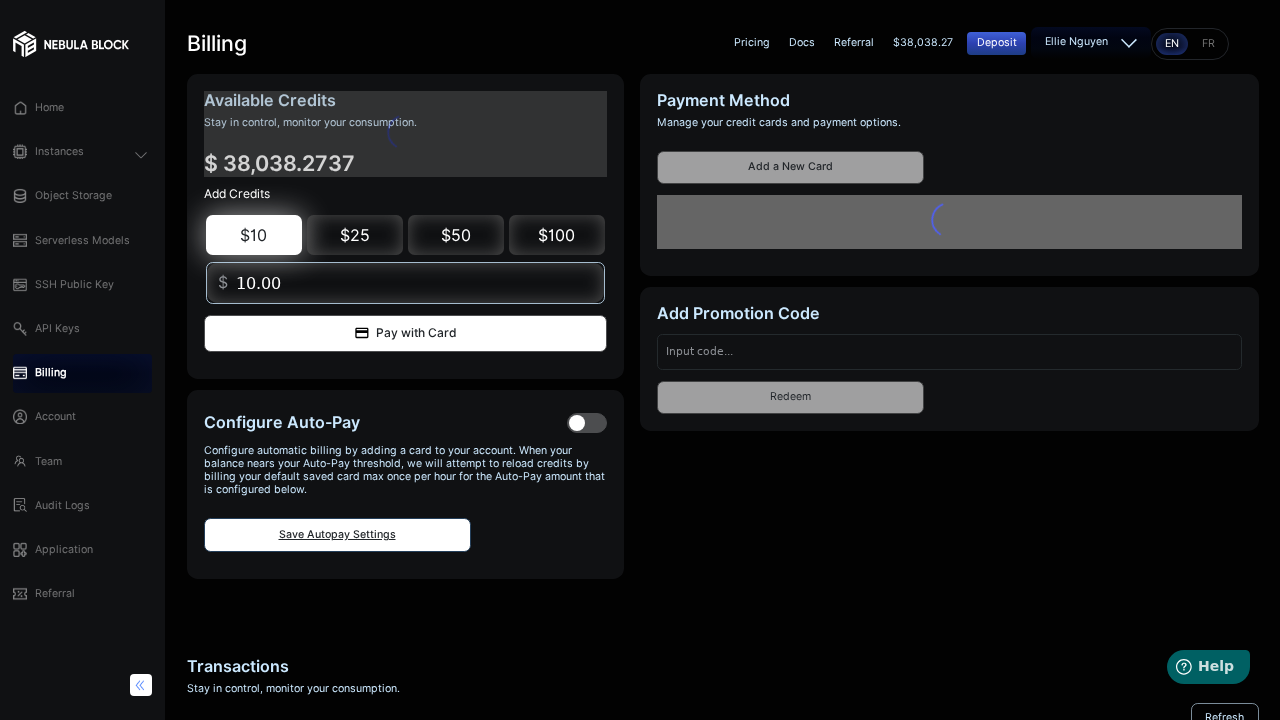 NEBULA BLOCK
Home
Instances
Object Storage
Serverless Models
SSH Public Key
API Keys
Billing
Account
Team
Audit Logs
Application
Referral
Billing
Pricing
Docs
Referral
$38,038.27
Deposit
Ellie Nguyen
EN
FR
Available Credits
Stay in control, monitor your consumption.
$ 38,038.2737
Add Credits
$10
$25
$50
$100
$ 10.00
Pay with Card
Configure Auto-Pay
Configure automatic billing by adding a card to your account. When your
balance nears your Auto-Pay threshold, we will attempt to reload credits by
billing your default saved card max once per hour for the Auto-Pay amount that
is configured below.
Save Autopay Settings
Payment Method
Manage your credit cards and payment options.
Add a New Card
Add Promotion Code
Input code...
Redeem
Transactions
Stay in control, monitor your consumption.
Help
Refresh